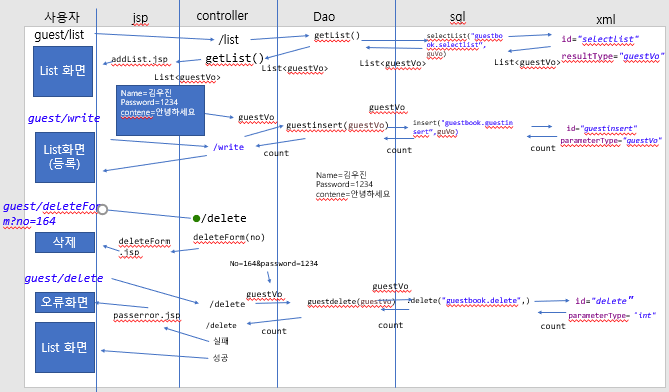 사용자 jsp controller Dao sql xml
guest/list
/list
getList()
selectList("guestbo
ok.selectlist",
guVo)
id="selectList"
List 화면
addList.jsp
getList()
resultType="guestVo"
List<guestVo>
List<guestVo>
List<guestVo>
List<guestVo>
Name=김우진
Password=1234
contene=안녕하세요
guestVo
guest/write
guestVo
guestinsert(guestVo)
insert("guestbook.guestin
sert",guVo)
id="guestinsert"
parameterType="guestVo"
List화면
(등록)
/write
count
count
count
Name=김우진
Password=1234
contene=안녕하세요
guest/deleteFor
m?no=164
/delete
삭제
deleteForm
.jsp
deleteForm(no)
guest/delete
No=164&password=1234
guestVo
guestVo
오류화면
/delete
guestdelete(guestVo)
delete("guestbook.delete",)
id="delete"
passerror.jsp
parameterType= "int"
/delete
count
count
count
실패
List 화면
성공